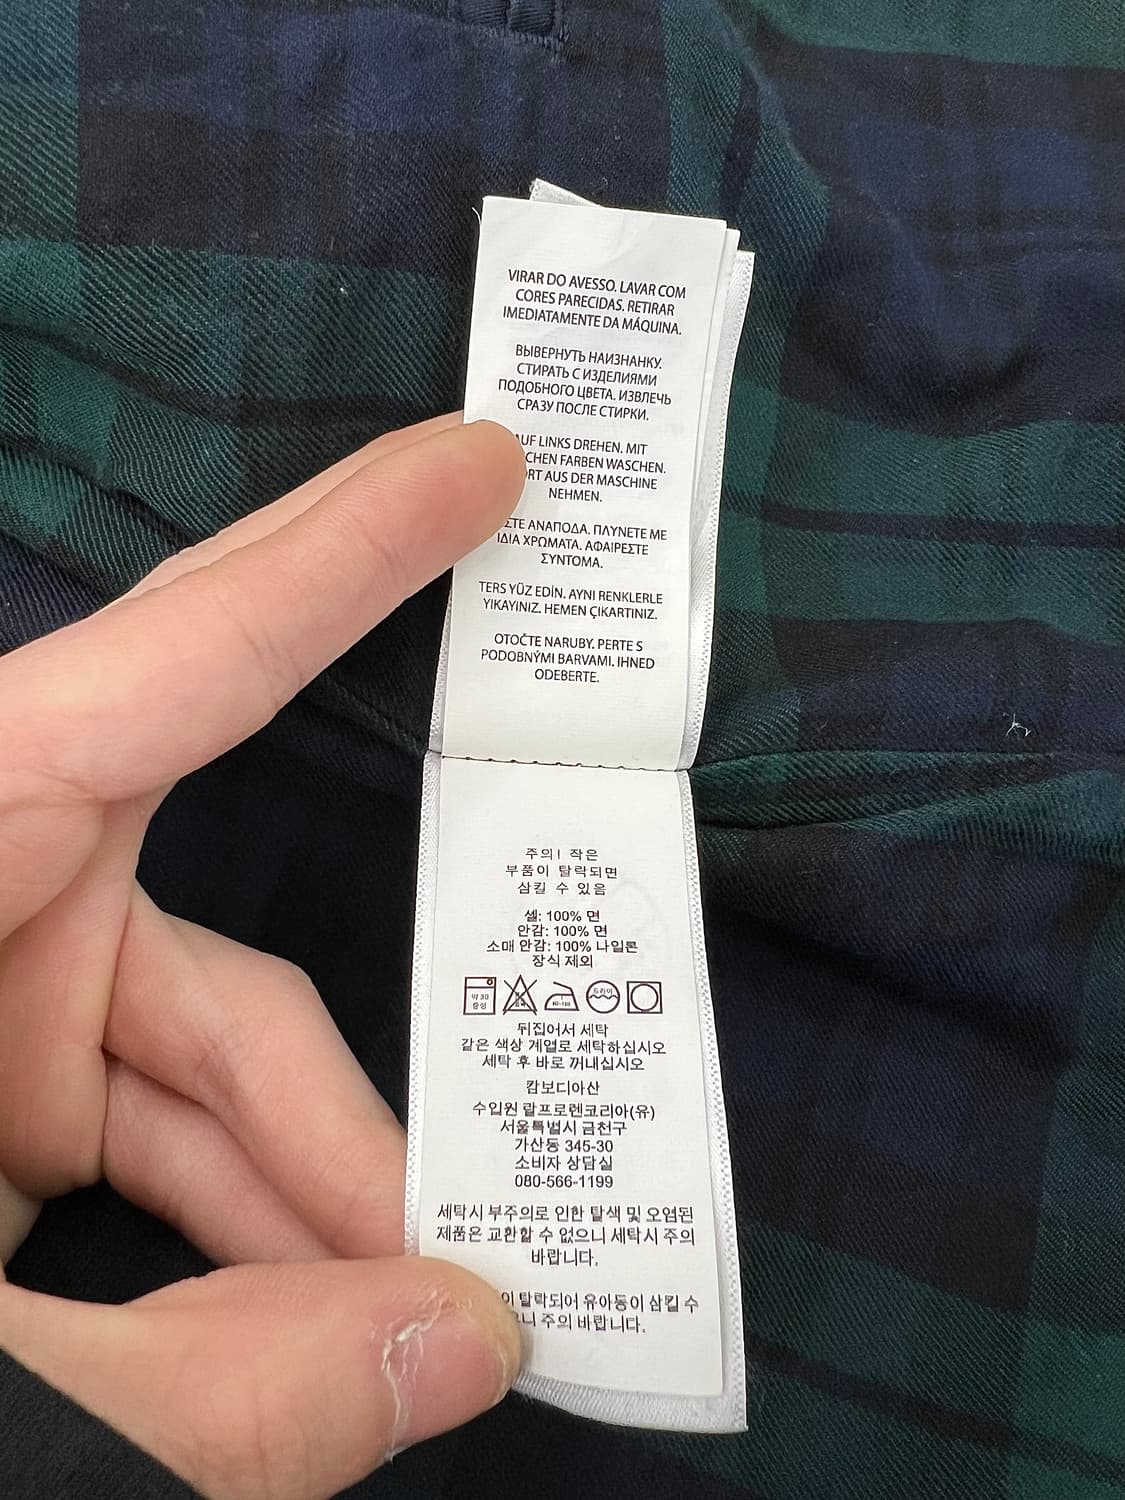 VIRAR DO AVESSO. LAVAR COM
CORES PARECIDAS. RETIRAR
IMEDIATAMENTE DA MÁQUINA.
ВЫВЕРНУТЬ НАИЗНАНКУ.
СТИРАТЬ С ИЗДЕЛИЯМИ
ПОДОБНОГО ЦВЕТА. ИЗВЛЕЧЬ
СРАЗУ ПОСЛЕ СТИРКИ.
AUF LINKS DREHEN. MIT
FARBEN WASCHEN.
AUS DER MASCHINE
NEHMEN.
ΑΝΑΠΟΔΑ. ΠΛΥΝΕΤΕ ΜΕ
ΙΔΙΑ ΧΡΩΜΑΤΑ. ΑΦΑΙΡΕΣΤΕ
ΣΥΝΤΟΜΑ.
TERS YÜZ EDİN. AYNI RENKLERLE
YIKAYINIZ. HEMEN ÇIKARTINIZ.
OTOČTE NARUBY. PERTE S
PODOBNÝMI BARVAMI. IHNED
ODEBERTE.
주의! 작은
부품이 탈락되면
삼킬 수 있음
셀: 100% 면
안감: 100% 면
소매 안감: 100% 나일론
장식 제외
약 30
중성
드라이
뒤집어서 세탁
같은 색상 계열로 세탁하십시오
세탁 후 바로 꺼내십시오
캄보디아산
수입원 랄프로렌코리아(유)
서울특별시 금천구
가산동 345-30
소비자 상담실
080-566-1199
세탁시 부주의로 인한 탈색 및 오염된
제품은 교환할 수 없으니 세탁시 주의
바랍니다.
탈락되어 유아동이 삼킬 수
주의 바랍니다.